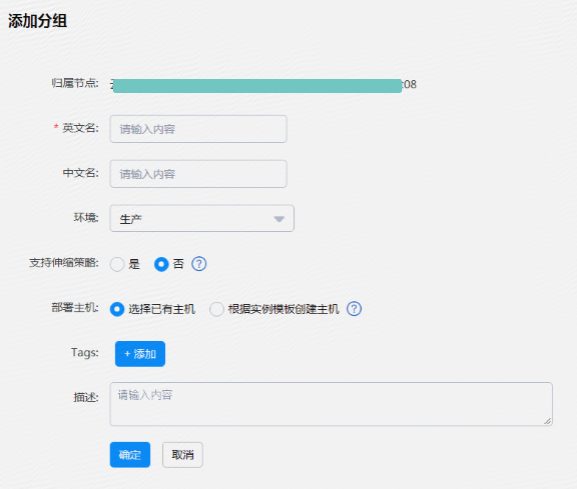 添加分组
归属节点: :08
* 英文名: 请输入内容
中文名: 请输入内容
环境: 生产
支持伸缩策略: 是 否 ?
部署主机: 选择已有主机 根据实例模板创建主机 ?
Tags: + 添加
描述: 请输入内容
确定 取消